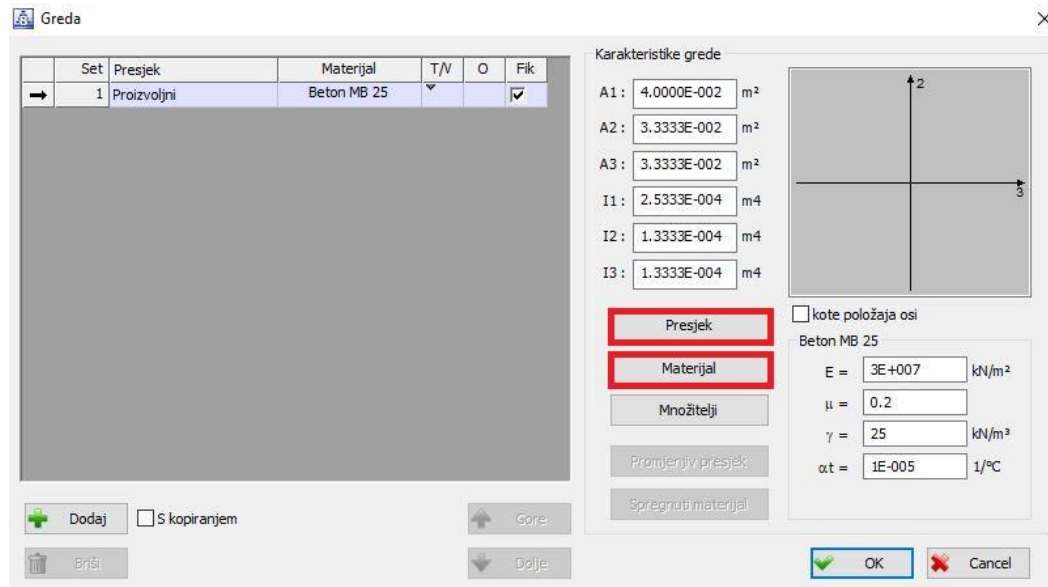 Greda
Set Presjek Materijal T/V O Fik
1 Proizvoljni Beton MB 25
Dodaj S kopiranjem Gore
Briši Dolje
Karakteristike grede
A1 : 4.0000E-002 m²
A2 : 3.3333E-002 m²
A3 : 3.3333E-002 m²
I1 : 2.5333E-004 m4
I2 : 1.3333E-004 m4
I3 : 1.3333E-004 m4
2
3
Presjek
Materijal
Množitelji
Promjenjiv presjek
Spregnuti materijal
kote položaja osi
Beton MB 25
E = 3E+007 kN/m²
μ = 0.2
γ = 25 kN/m³
αt = 1E-005 1/°C
OK Cancel